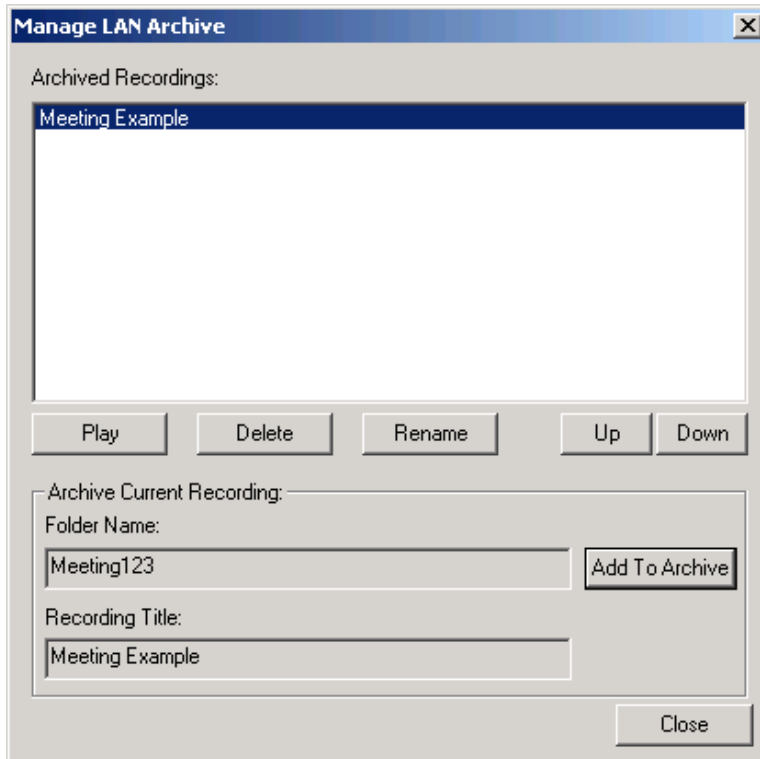 Manage LAN Archive
Archived Recordings:
Meeting Example
Play Delete Rename Up Down
Archive Current Recording:
Folder Name:
Meeting123 Add To Archive
Recording Title:
Meeting Example
Close